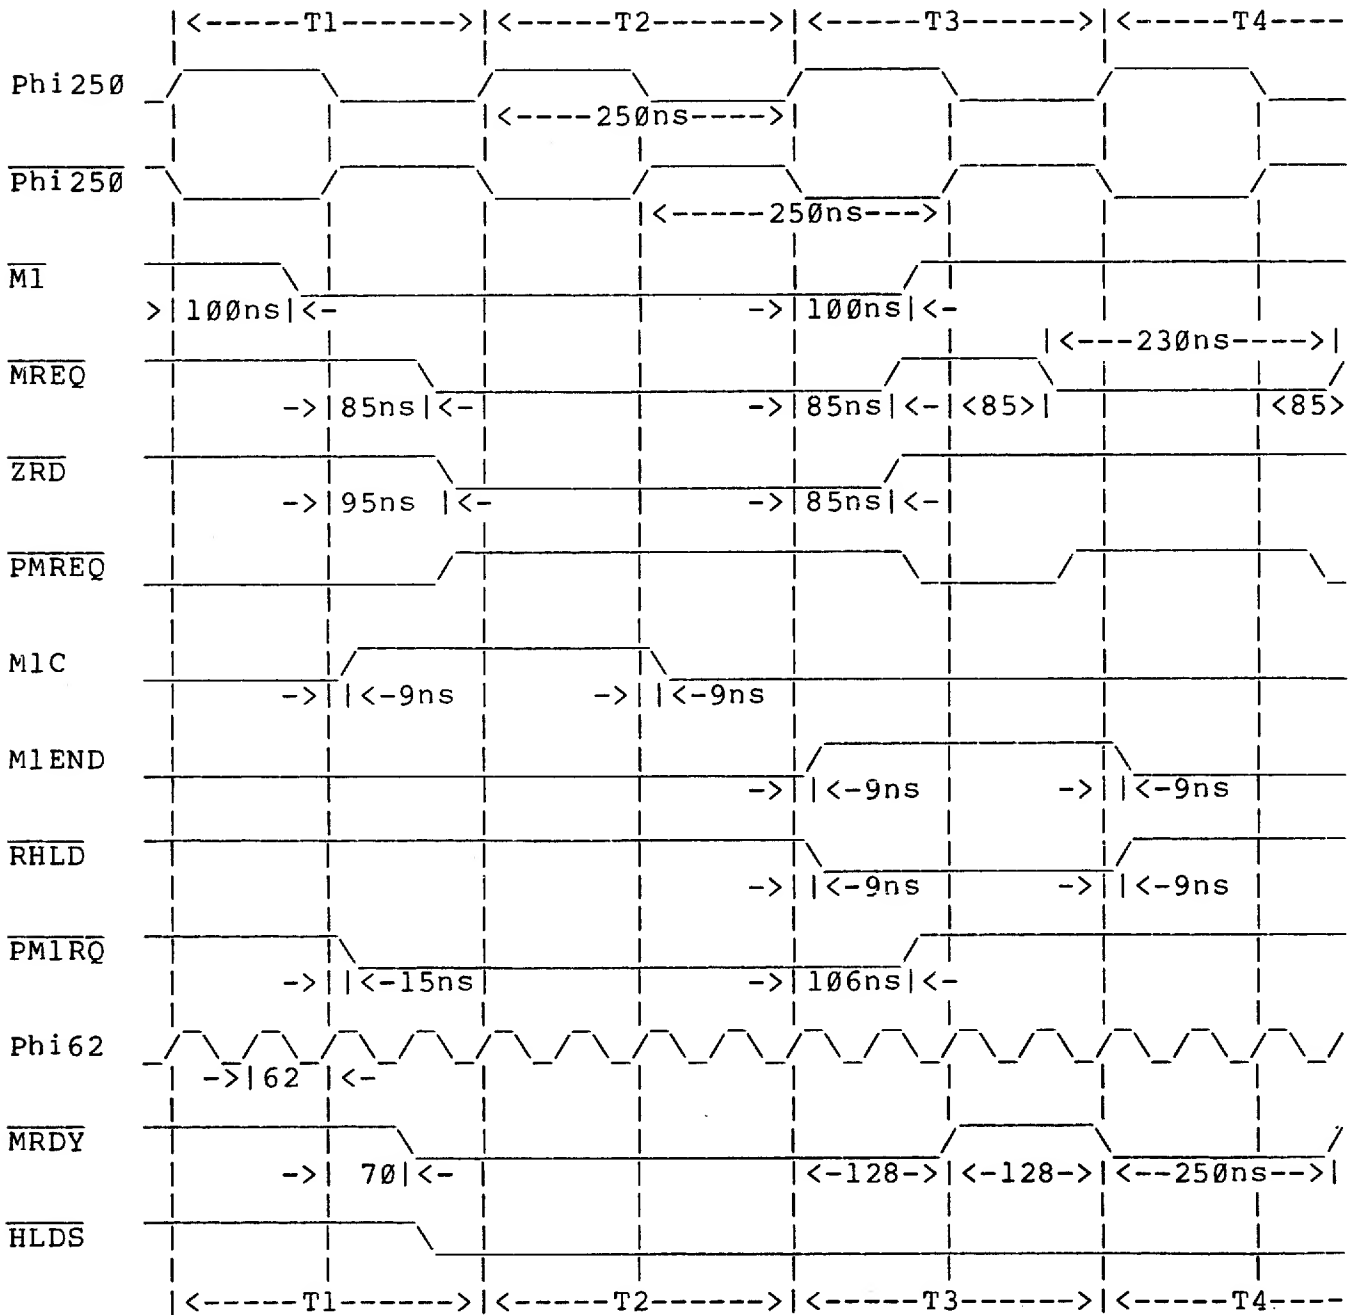 |<-----T1----->|<-----T2----->|<-----T3----->|<-----T4----
Phi250
|<----250ns---->|
Phi250
|<-----250ns--->|
M1
>|100ns|<- ->|100ns|<-
|<---230ns---->|
MREQ
->|85ns|<- ->|85ns|<-|<85>| <85>
ZRD
->|95ns |<- ->|85ns|<-
PMREQ
M1C
->||<-9ns ->||<-9ns
M1END
->||<-9ns ->||<-9ns
RHLD
->||<-9ns ->||<-9ns
PM1RQ
->||<-15ns ->|106ns|<-
Phi62
->|62 |<-
MRDY
->| 70|<- |<-128->|<-128->|<--250ns-->|
HLDS
|<-----T1----->|<-----T2----->|<-----T3----->|<-----T4----